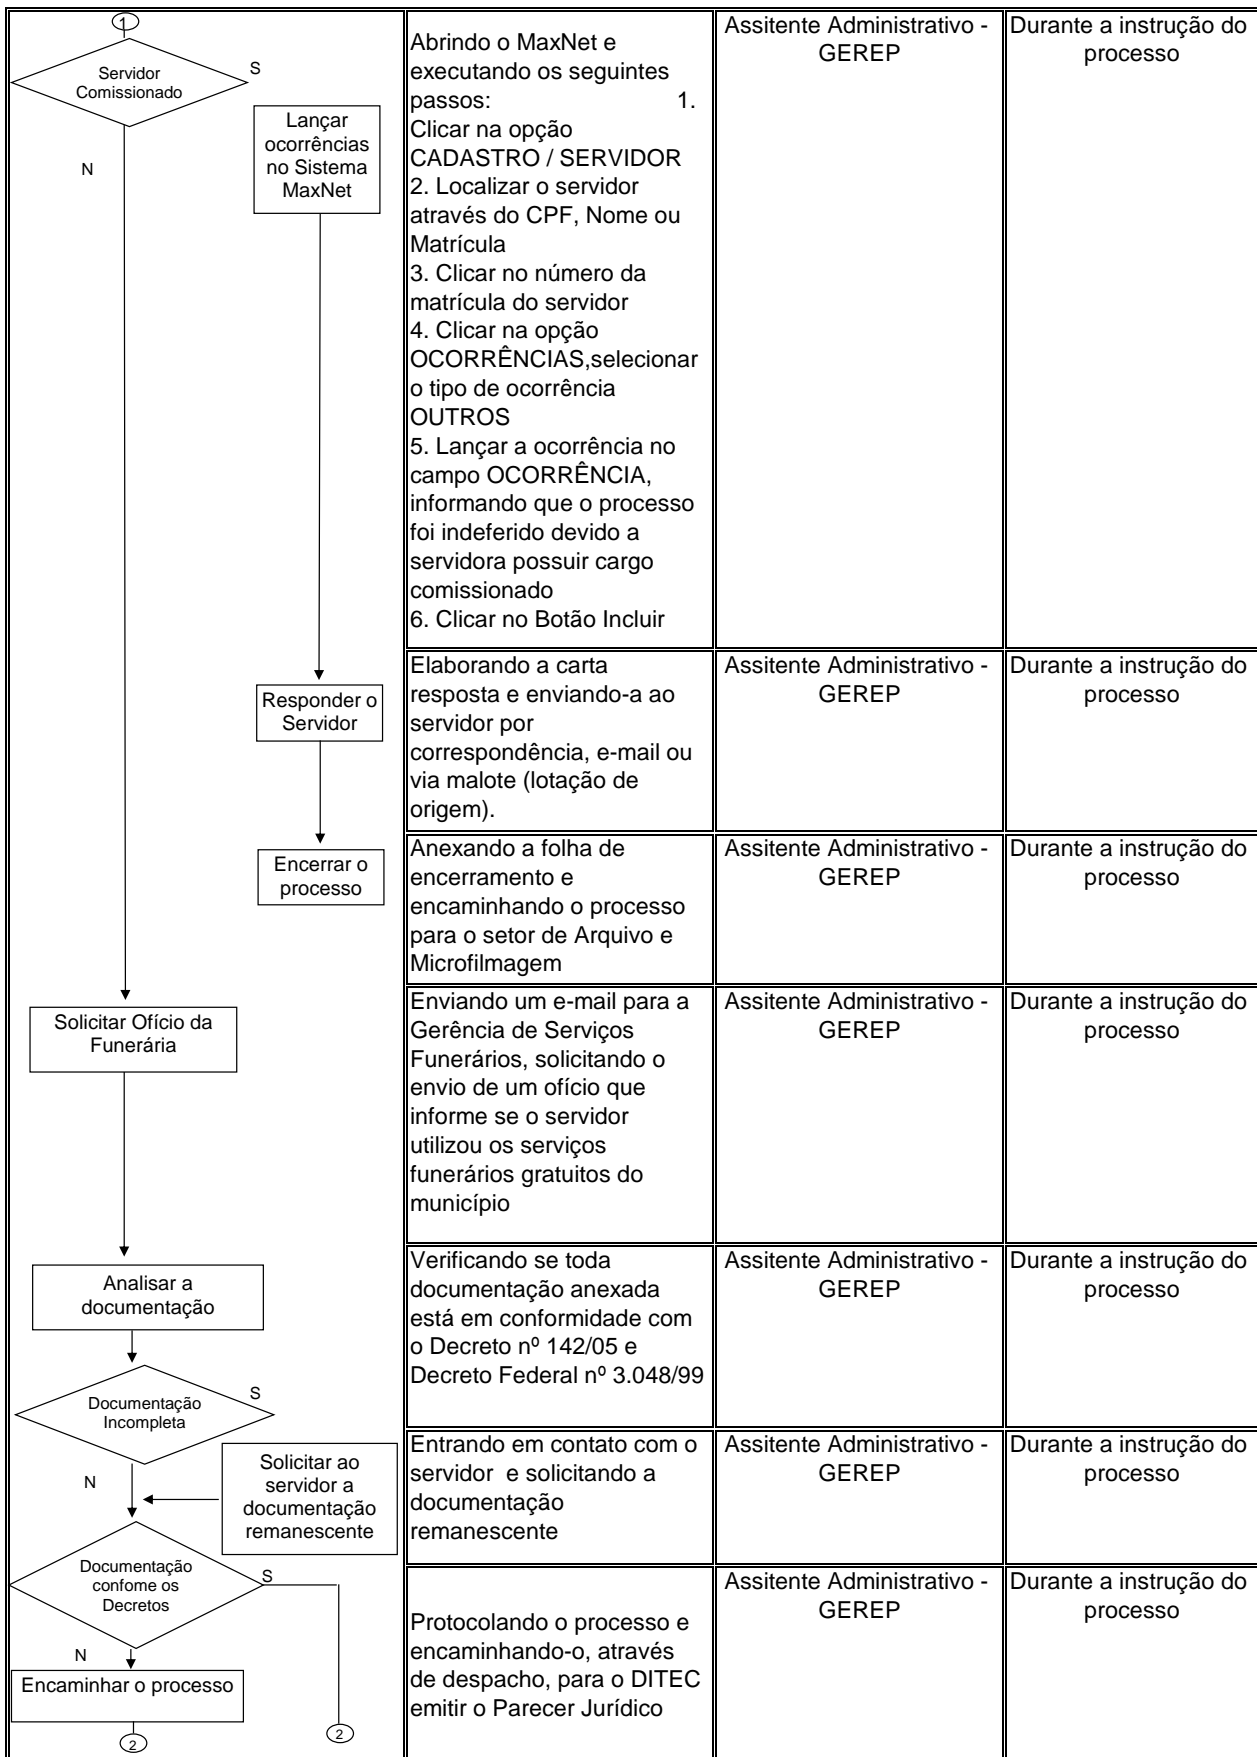 1
Servidor
Comissionado
S
N
Lançar
ocorrências
no Sistema
MaxNet
Abrindo o MaxNet e
executando os seguintes
passos: 1.
Clicar na opção
CADASTRO / SERVIDOR
2. Localizar o servidor
através do CPF, Nome ou
Matrícula
3. Clicar no número da
matrícula do servidor
4. Clicar na opção
OCORRÊNCIAS,selecionar
o tipo de ocorrência
OUTROS
5. Lançar a ocorrência no
campo OCORRÊNCIA,
informando que o processo
foi indeferido devido a
servidora possuir cargo
comissionado
6. Clicar no Botão Incluir
Assitente Administrativo -
GEREP
Durante a instrução do
processo
Responder o
Servidor
Elaborando a carta
resposta e enviando-a ao
servidor por
correspondência, e-mail ou
via malote (lotação de
origem).
Assitente Administrativo -
GEREP
Durante a instrução do
processo
Encerrar o
processo
Anexando a folha de
encerramento e
encaminhando o processo
para o setor de Arquivo e
Microfilmagem
Assitente Administrativo -
GEREP
Durante a instrução do
processo
Solicitar Ofício da
Funerária
Enviando um e-mail para a
Gerência de Serviços
Funerários, solicitando o
envio de um ofício que
informe se o servidor
utilizou os serviços
funerários gratuitos do
município
Assitente Administrativo -
GEREP
Durante a instrução do
processo
Analisar a
documentação
Verificando se toda
documentação anexada
está em conformidade com
o Decreto nº 142/05 e
Decreto Federal nº 3.048/99
Assitente Administrativo -
GEREP
Durante a instrução do
processo
Documentação
Incompleta
S
N
Solicitar ao
servidor a
documentação
remanescente
Entrando em contato com o
servidor  e solicitando a
documentação
remanescente
Assitente Administrativo -
GEREP
Durante a instrução do
processo
Documentação
confome os
Decretos
S
N
Encaminhar o processo
2
2
Protocolando o processo e
encaminhando-o, através
de despacho, para o DITEC
emitir o Parecer Jurídico
Assitente Administrativo -
GEREP
Durante a instrução do
processo